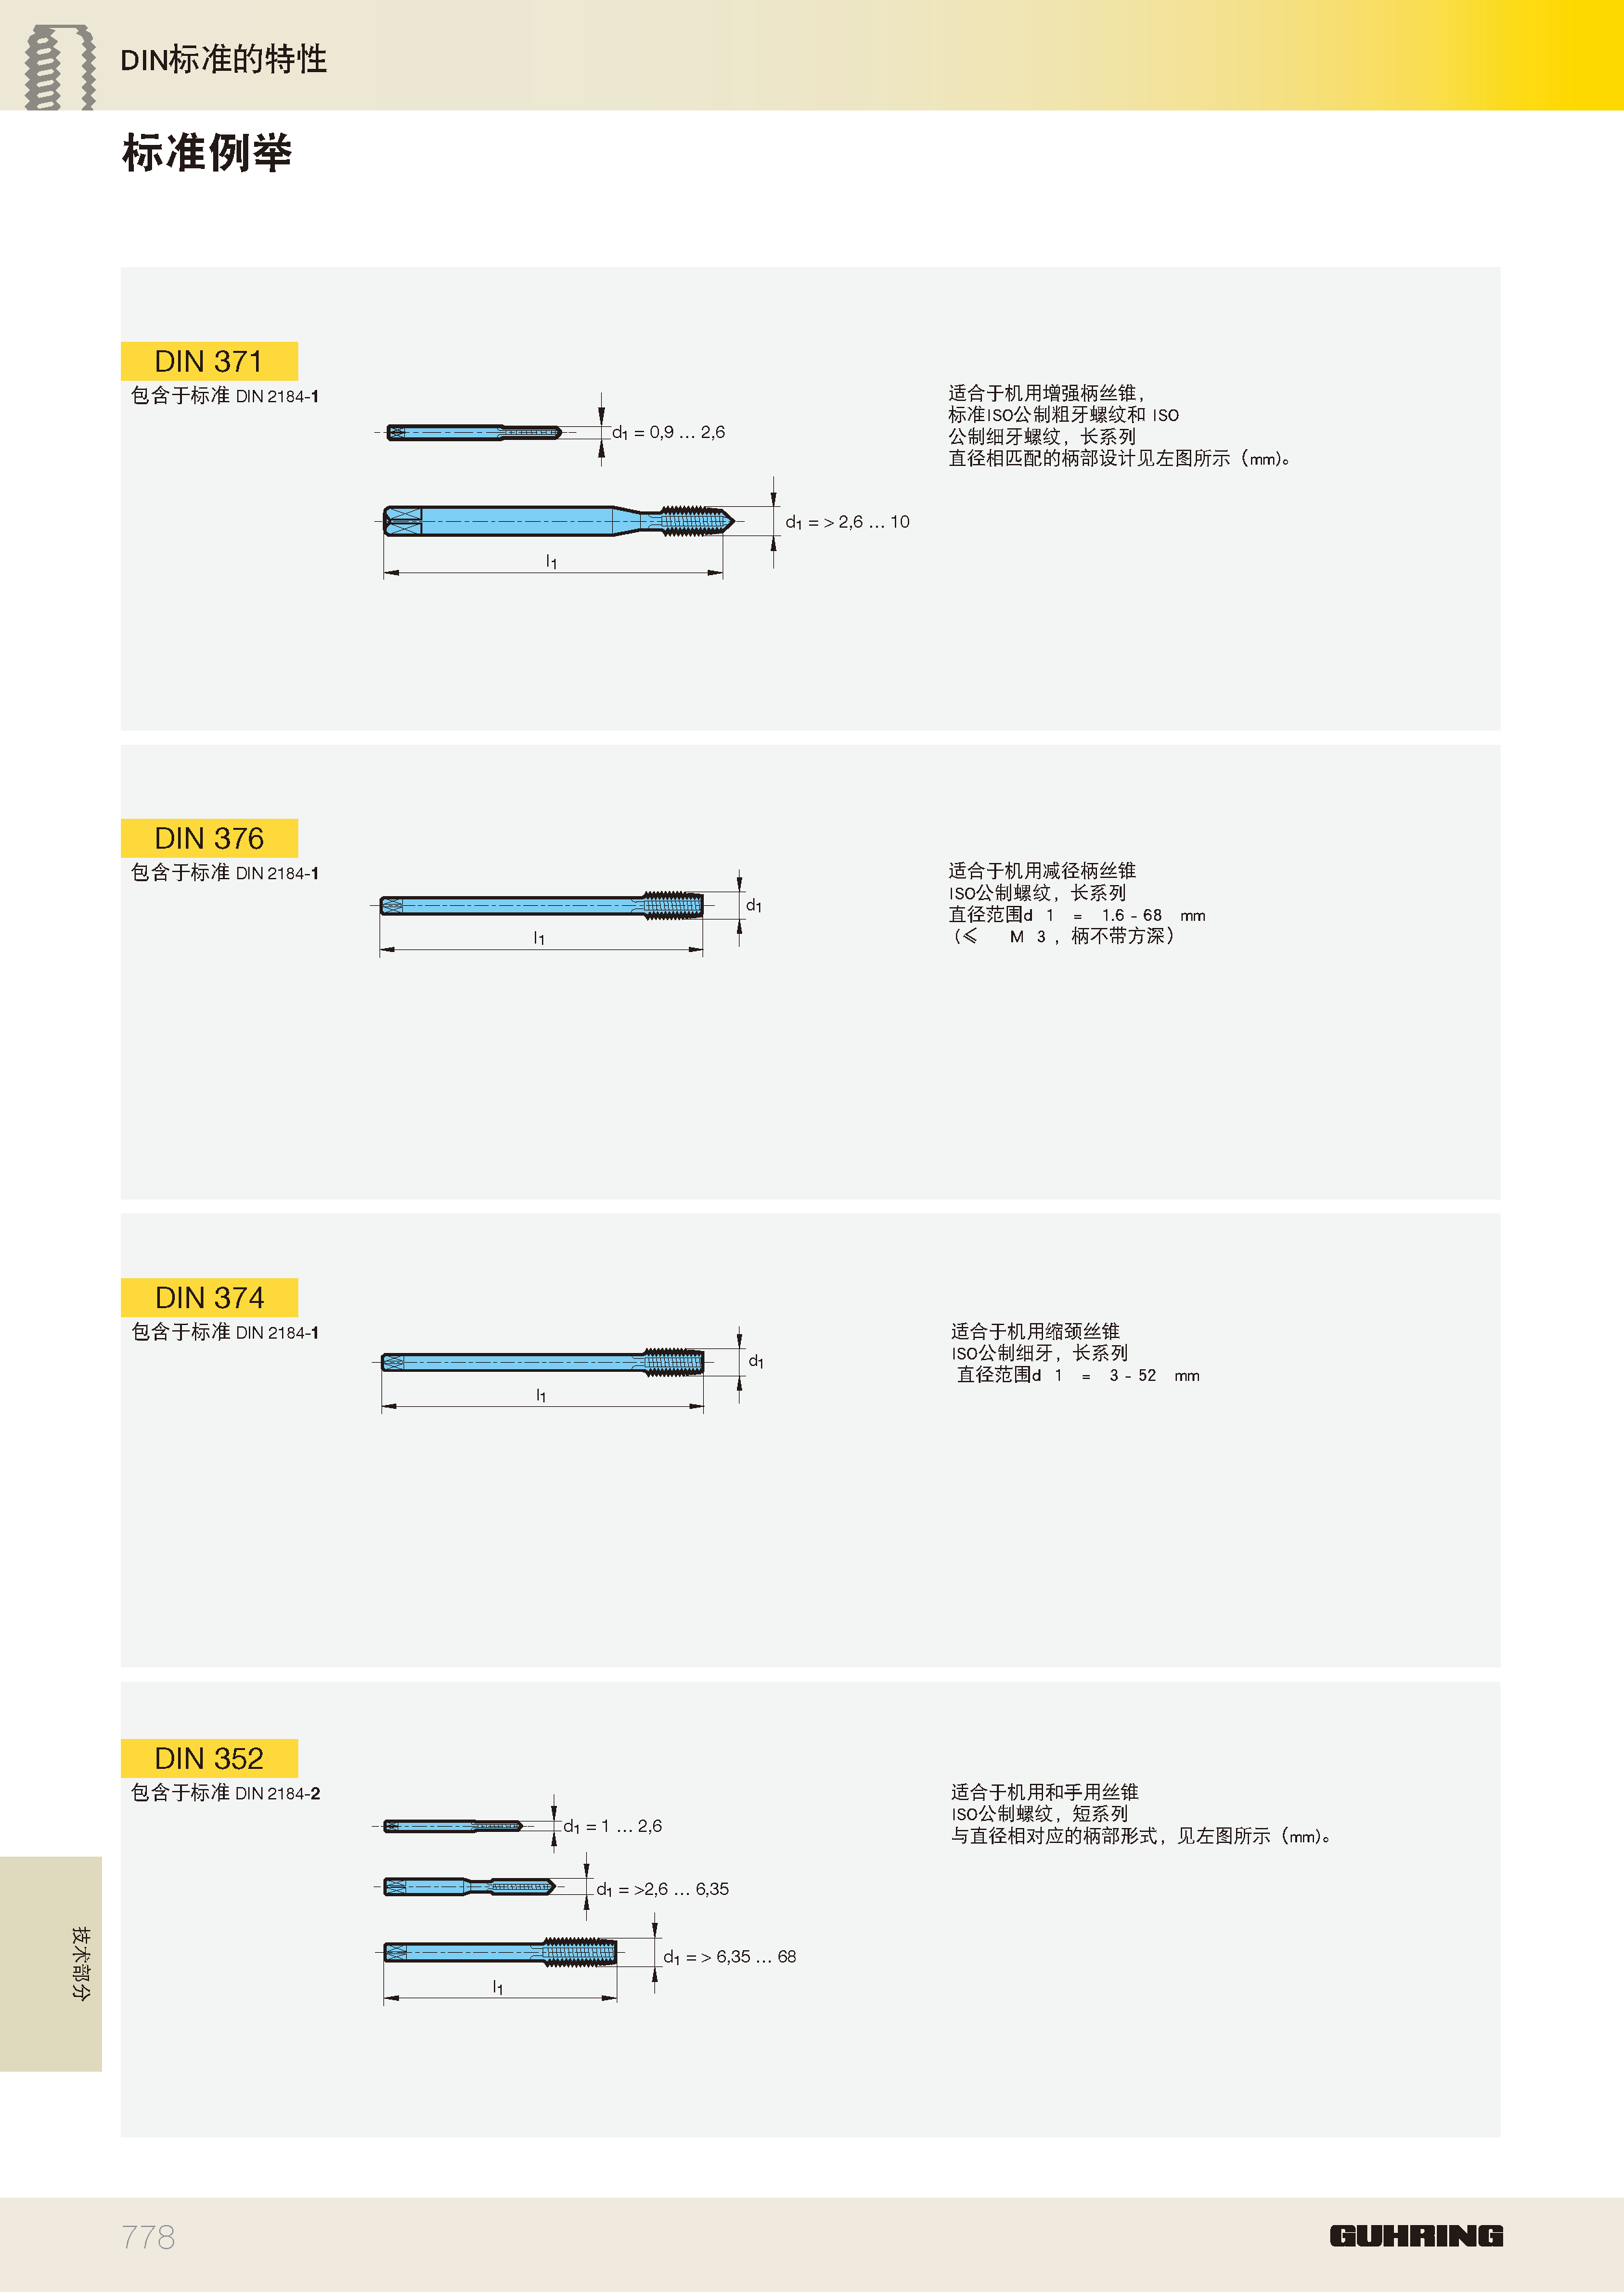 DIN标准的特性
标准例举
DIN 371
包含于标准 DIN 2184-1
d1 = 0,9 … 2,6
d1 = > 2,6 … 10
l1
适合于机用增强柄丝锥，
标准ISO公制粗牙螺纹和 ISO
公制细牙螺纹，长系列
直径相匹配的柄部设计见左图所示（mm）。
DIN 376
包含于标准 DIN 2184-1
d1
l1
适合于机用减径柄丝锥
ISO公制螺纹，长系列
直径范围d 1 = 1.6 - 68 mm
（≤ M 3 ，柄不带方深）
DIN 374
包含于标准 DIN 2184-1
d1
l1
适合于机用缩颈丝锥
ISO公制细牙，长系列
直径范围d 1 = 3 - 52 mm
DIN 352
包含于标准 DIN 2184-2
d1 = 1 … 2,6
d1 = >2,6 … 6,35
d1 = > 6,35 … 68
l1
适合于机用和手用丝锥
ISO公制螺纹，短系列
与直径相对应的柄部形式，见左图所示（mm）。
技术部分
778
GUHRING